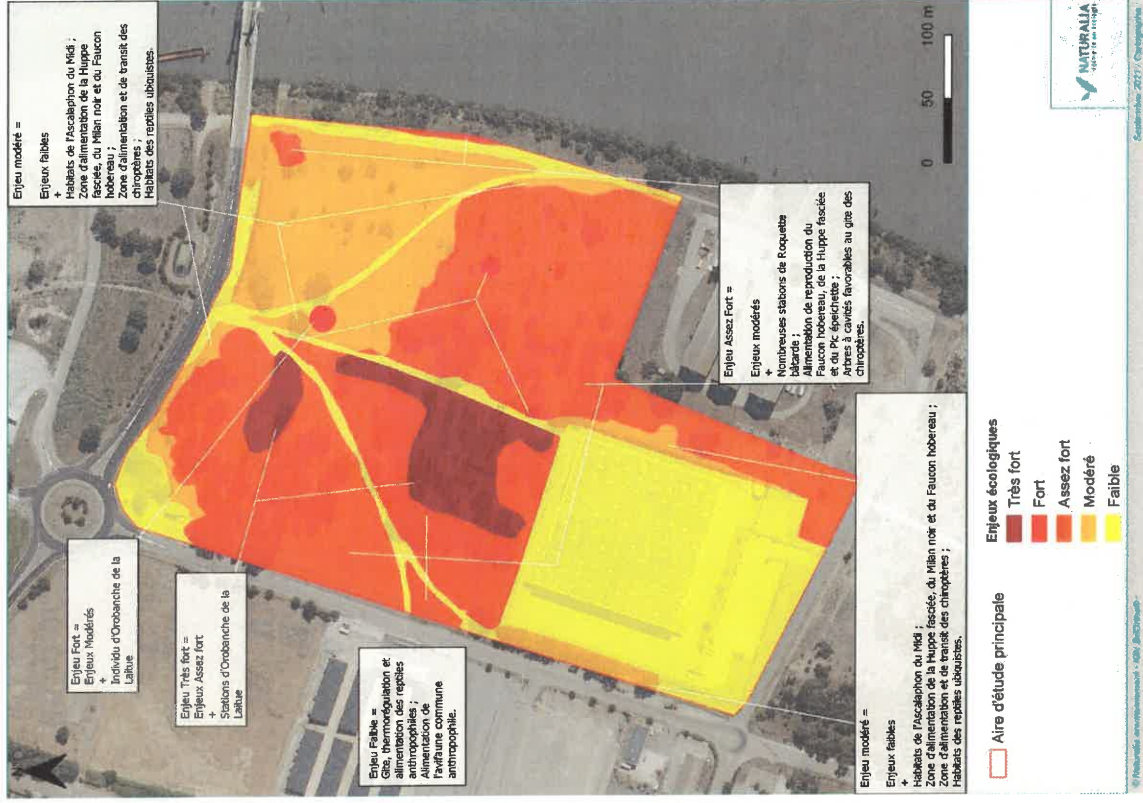 Enjeu modéré =
Enjeux faibles
+
Habitats de l'Ascalaphon du Midi ;
Zone d'alimentation de la Huppe
fasciée, du Milan noir et du Faucon
hobereau ;
Zone d'alimentation et de transit des
chiroptères ;
Habitats des reptiles ubiquistes.
Enjeu Fort =
Enjeux Modérés
+
Individu d'Orobanche de la
Laitue
Enjeu Très fort =
Enjeux Assez fort
+
Stations d'Orobanche de la
Laitue
Enjeu Faible =
Gite, thermorégulation et
alimentation des reptiles
anthropophiles ;
Alimentation de
l'avifaune commune
anthropophile.
Enjeu Assez Fort =
Enjeux modérés
+
Nombreuses stations de Roquette
bâtarde ;
Alimentation de reproduction du
Faucon hobereau, de la Huppe fasciée
et du Pic épeichette ;
Arbres à cavités favorables au gîte des
chiroptères.
Enjeu modéré =
Enjeux faibles
+
Habitats de l'Ascalaphon du Midi ;
Zone d'alimentation de la Huppe fasciée, du Milan noir et du Faucon hobereau ;
Zone d'alimentation et de transit des chiroptères ;
Habitats des reptiles ubiquistes.
0 50 100 m
Aire d'étude principale
Enjeux écologiques
Très fort
Fort
Assez fort
Modéré
Faible
NATURALIA